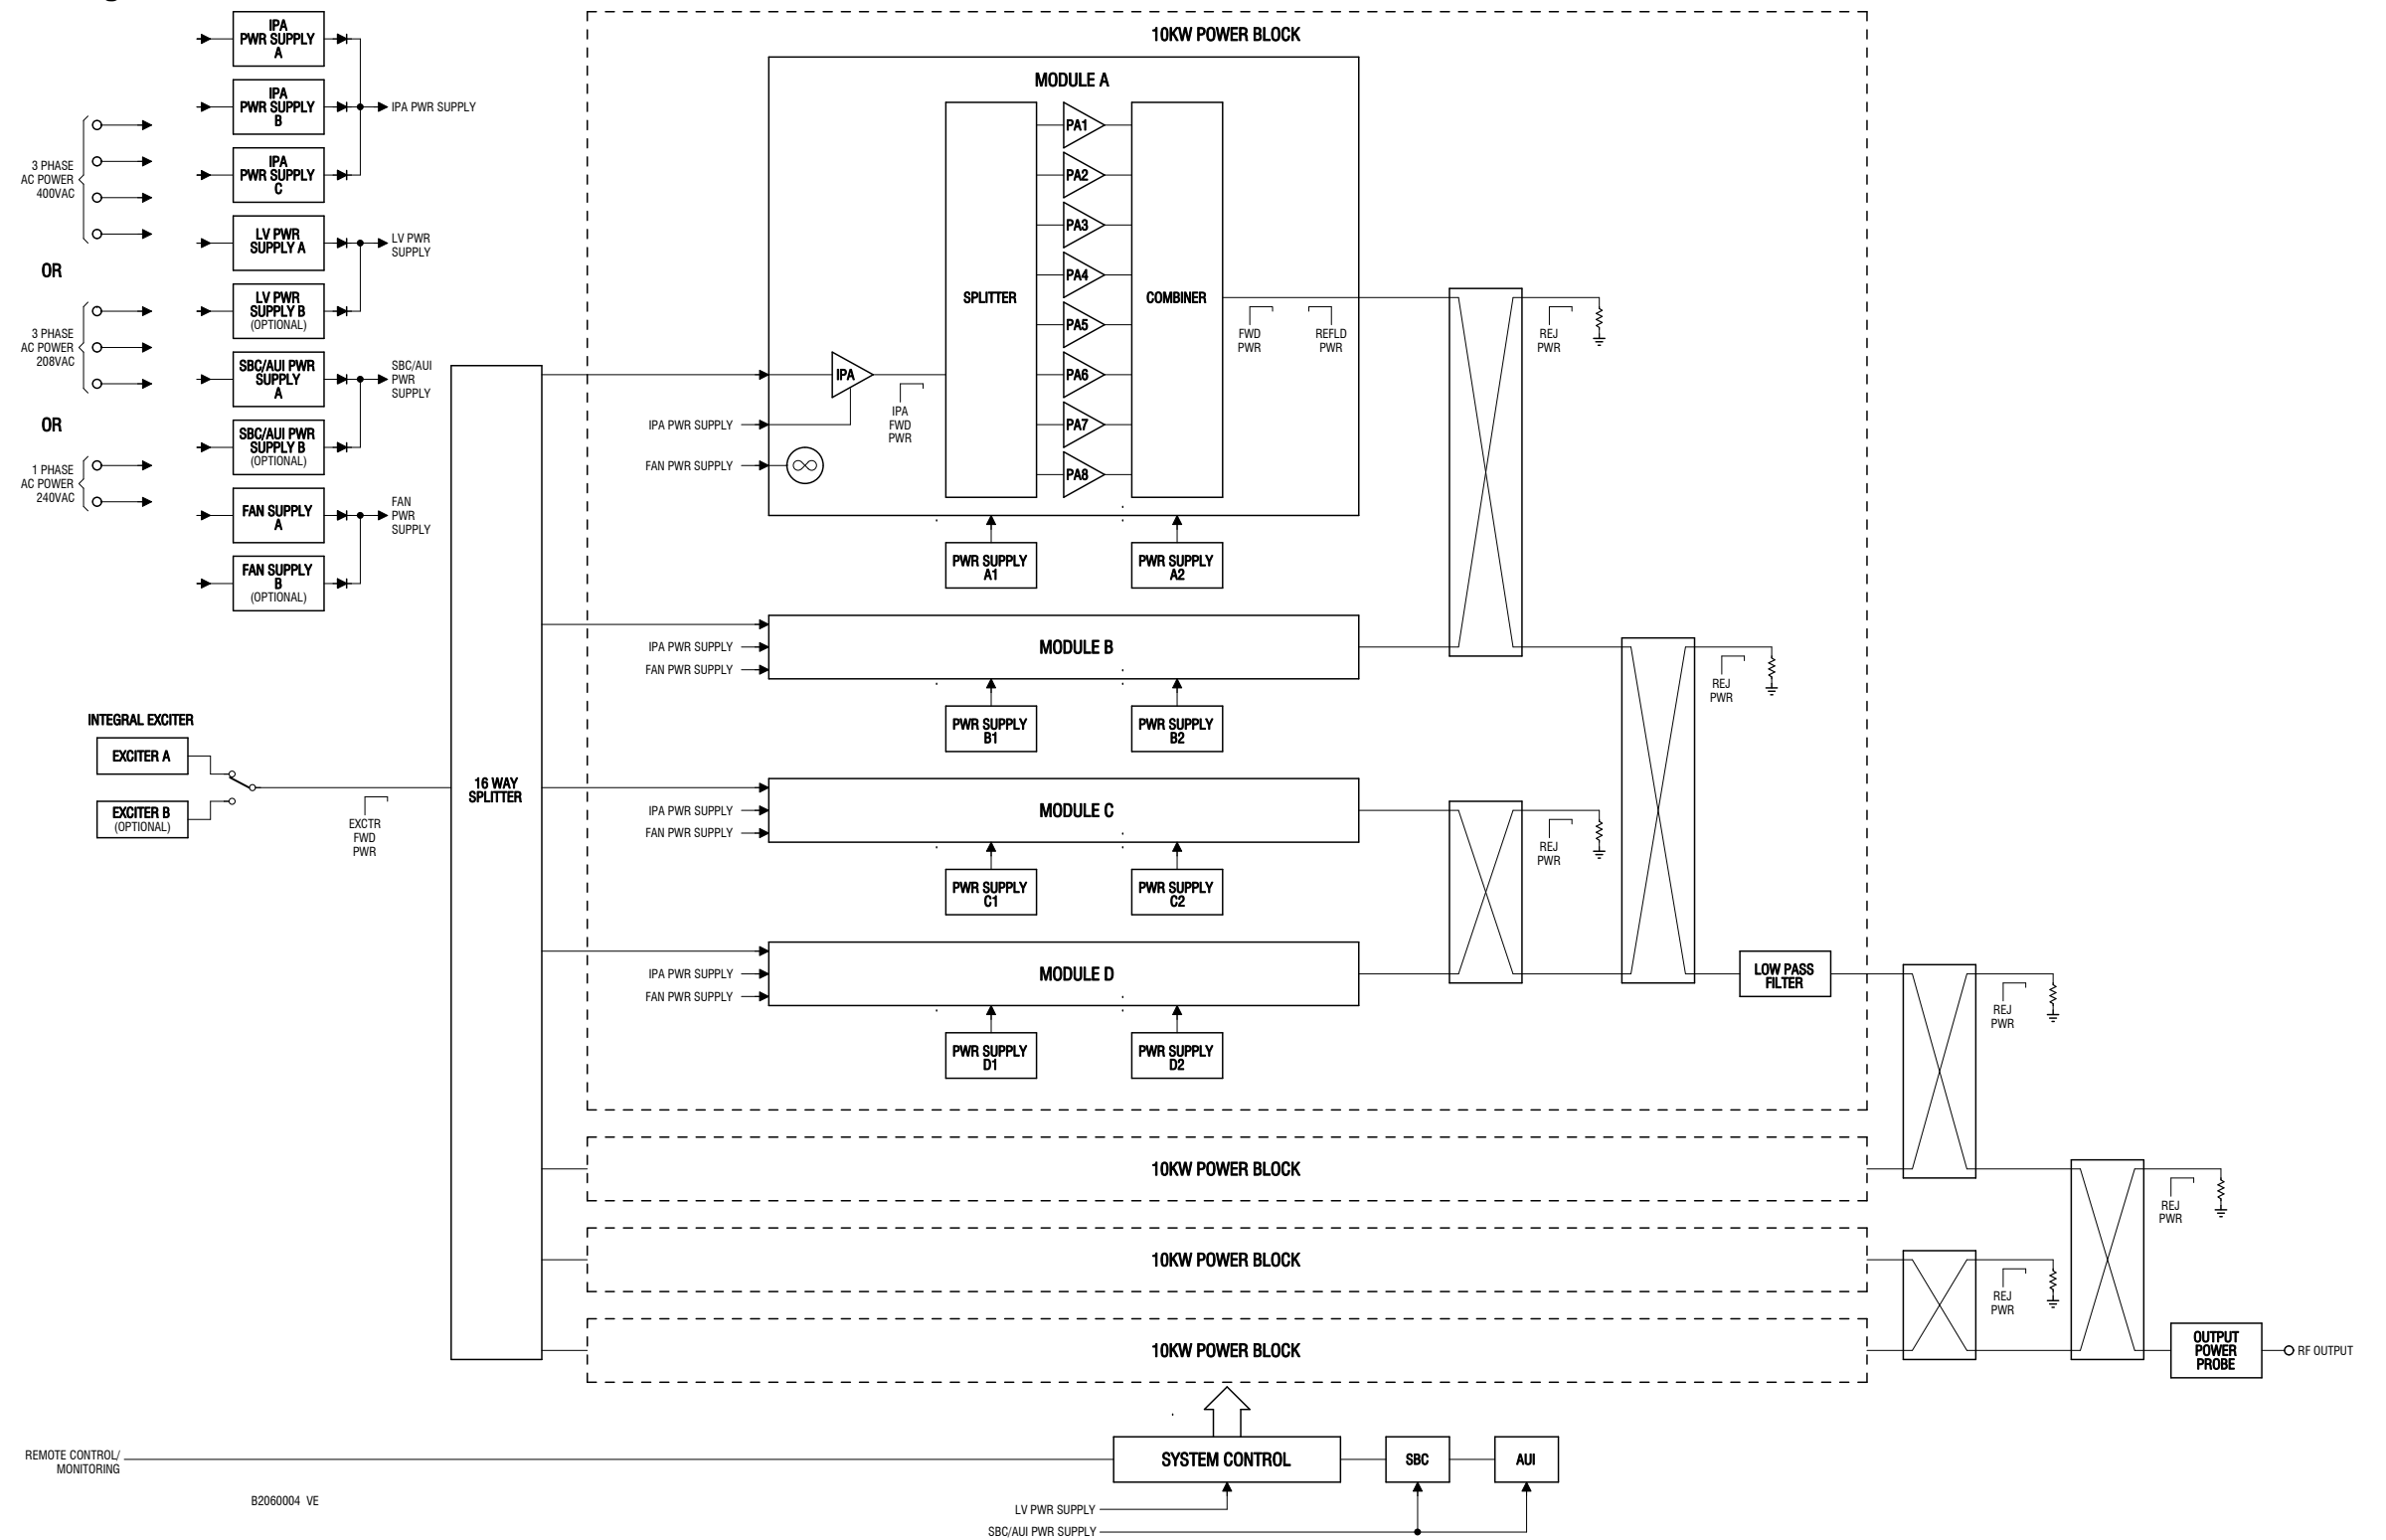 IPA
PWR SUPPLY
A
IPA
PWR SUPPLY
B
IPA PWR SUPPLY
IPA
PWR SUPPLY
C
3 PHASE
AC POWER
400VAC
LV PWR
SUPPLY A
LV PWR
SUPPLY
OR
LV PWR
SUPPLY B
(OPTIONAL)
3 PHASE
AC POWER
208VAC
SBC/AUI PWR
SUPPLY
A
SBC/AUI
PWR
SUPPLY
OR
SBC/AUI PWR
SUPPLY B
(OPTIONAL)
1 PHASE
AC POWER
240VAC
FAN SUPPLY
A
FAN
PWR
SUPPLY
FAN SUPPLY
B
(OPTIONAL)
INTEGRAL EXCITER
EXCITER A
EXCITER B
(OPTIONAL)
EXCTR
FWD
PWR
16 WAY
SPLITTER
10KW POWER BLOCK
MODULE A
IPA
IPA PWR SUPPLY
FAN PWR SUPPLY
IPA
FWD
PWR
SPLITTER
PA1
PA2
PA3
PA4
PA5
PA6
PA7
PA8
COMBINER
FWD
PWR
REFLD
PWR
REJ
PWR
PWR SUPPLY
A1
PWR SUPPLY
A2
MODULE B
IPA PWR SUPPLY
FAN PWR SUPPLY
PWR SUPPLY
B1
PWR SUPPLY
B2
REJ
PWR
MODULE C
IPA PWR SUPPLY
FAN PWR SUPPLY
PWR SUPPLY
C1
PWR SUPPLY
C2
REJ
PWR
MODULE D
IPA PWR SUPPLY
FAN PWR SUPPLY
PWR SUPPLY
D1
PWR SUPPLY
D2
LOW PASS
FILTER
REJ
PWR
10KW POWER BLOCK
REJ
PWR
10KW POWER BLOCK
REJ
PWR
10KW POWER BLOCK
OUTPUT
POWER
PROBE
RF OUTPUT
REMOTE CONTROL/
MONITORING
SYSTEM CONTROL
SBC
AUI
B2060004 VE
LV PWR SUPPLY
SBC/AUI PWR SUPPLY